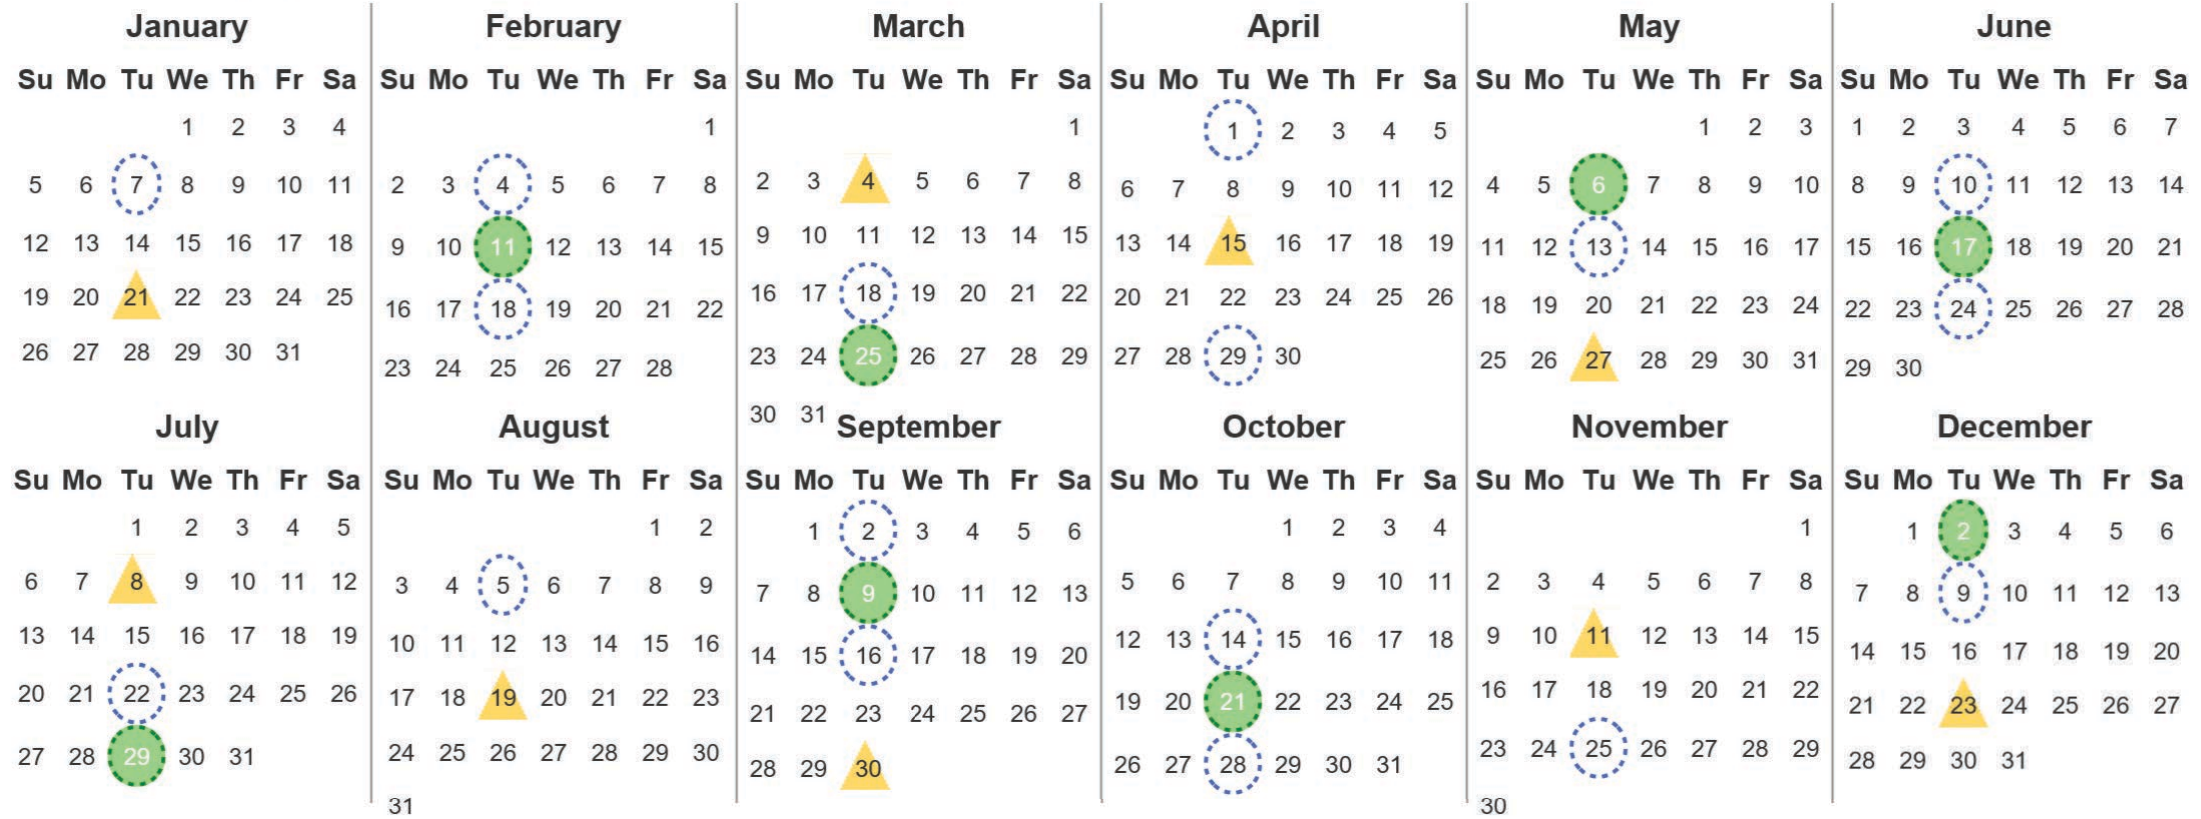 January
Su Mo Tu We Th Fr Sa
1 2 3 4
5 6 7 8 9 10 11
12 13 14 15 16 17 18
19 20 21 22 23 24 25
26 27 28 29 30 31
February
Su Mo Tu We Th Fr Sa
1
2 3 4 5 6 7 8
9 10 11 12 13 14 15
16 17 18 19 20 21 22
23 24 25 26 27 28
March
Su Mo Tu We Th Fr Sa
1
2 3 4 5 6 7 8
9 10 11 12 13 14 15
16 17 18 19 20 21 22
23 24 25 26 27 28 29
30 31
April
Su Mo Tu We Th Fr Sa
1 2 3 4 5
6 7 8 9 10 11 12
13 14 15 16 17 18 19
20 21 22 23 24 25 26
27 28 29 30
May
Su Mo Tu We Th Fr Sa
1 2 3
4 5 6 7 8 9 10
11 12 13 14 15 16 17
18 19 20 21 22 23 24
25 26 27 28 29 30 31
June
Su Mo Tu We Th Fr Sa
1 2 3 4 5 6 7
8 9 10 11 12 13 14
15 16 17 18 19 20 21
22 23 24 25 26 27 28
29 30
July
Su Mo Tu We Th Fr Sa
1 2 3 4 5
6 7 8 9 10 11 12
13 14 15 16 17 18 19
20 21 22 23 24 25 26
27 28 29 30 31
August
Su Mo Tu We Th Fr Sa
1 2
3 4 5 6 7 8 9
10 11 12 13 14 15 16
17 18 19 20 21 22 23
24 25 26 27 28 29 30
31
September
Su Mo Tu We Th Fr Sa
1 2 3 4 5 6
7 8 9 10 11 12 13
14 15 16 17 18 19 20
21 22 23 24 25 26 27
28 29 30
October
Su Mo Tu We Th Fr Sa
1 2 3 4
5 6 7 8 9 10 11
12 13 14 15 16 17 18
19 20 21 22 23 24 25
26 27 28 29 30 31
November
Su Mo Tu We Th Fr Sa
1
2 3 4 5 6 7 8
9 10 11 12 13 14 15
16 17 18 19 20 21 22
23 24 25 26 27 28 29
30
December
Su Mo Tu We Th Fr Sa
1 2 3 4 5 6
7 8 9 10 11 12 13
14 15 16 17 18 19 20
21 22 23 24 25 26 27
28 29 30 31